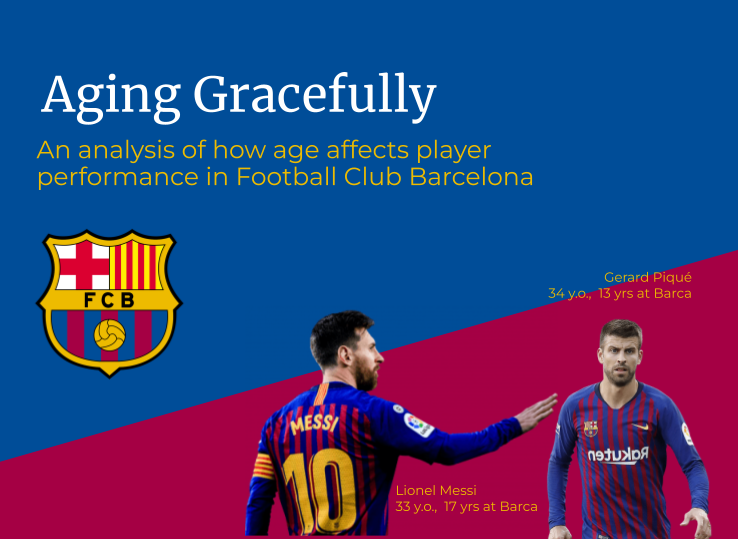 Aging Gracefully
An analysis of how age affects player
performance in Football Club Barcelona
FCB
Gerard Piqué
34 y.o., 13 yrs at Barca
MESSI
10
Rakuten
Lionel Messi
33 y.o., 17 yrs at Barca